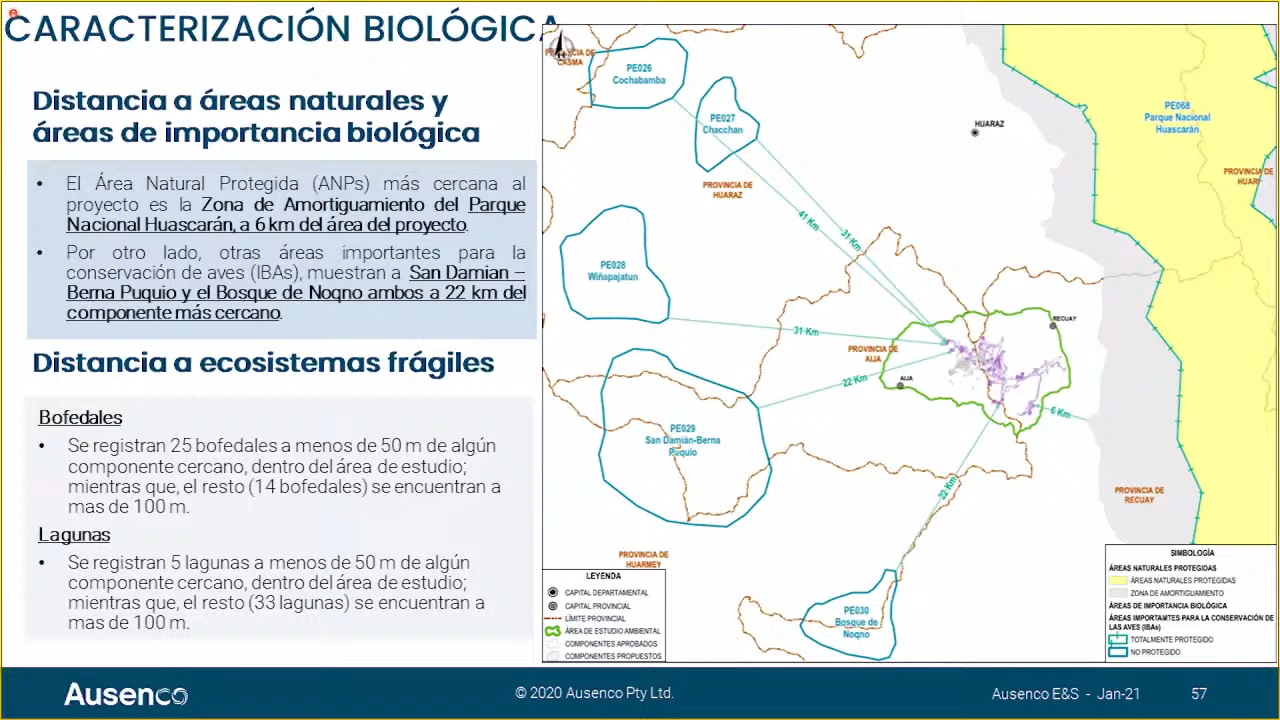 CARACTERIZACIÓN BIOLÓGICA
Distancia a áreas naturales y
áreas de importancia biológica
• El Área Natural Protegida (ANPs) más cercana al
proyecto es la Zona de Amortiguamiento del Parque
Nacional Huascarán, a 6 km del área del proyecto.
• Por otro lado, otras áreas importantes para la
conservación de aves (IBAs), muestran a San Damian –
Berna Puquio y el Bosque de Noqno ambos a 22 km del
componente más cercano.
Distancia a ecosistemas frágiles
Bofedales
• Se registran 25 bofedales a menos de 50 m de algún
componente cercano, dentro del área de estudio;
mientras que, el resto (14 bofedales) se encuentran a
mas de 100 m.
Lagunas
• Se registran 5 lagunas a menos de 50 m de algún
componente cercano, dentro del área de estudio;
mientras que, el resto (33 lagunas) se encuentran a
mas de 100 m.
CASMA
PE026
Cochabamba
PE027
Chacchan
HUARAZ
PE068
Parque Nacional
Huascarán
PROVINCIA DE
HUARI
PROVINCIA DE
HUARAZ
41 Km
31 Km
PE028
Wiñapajatun
31 Km
RECUAY
PROVINCIA DE
AIJA
22 Km
AIJA
6 Km
PE029
San Damián-Berna
Puquio
22 Km
PROVINCIA DE
RECUAY
PROVINCIA DE
HUARMEY
PE030
Bosque de
Noqno
LEYENDA
CAPITAL DEPARTAMENTAL
CAPITAL PROVINCIAL
LÍMITE PROVINCIAL
ÁREA DE ESTUDIO AMBIENTAL
COMPONENTES APROBADOS
COMPONENTES PROPUESTOS
SIMBOLOGÍA
ÁREAS NATURALES PROTEGIDAS
ÁREAS NATURALES PROTEGIDAS
ZONA DE AMORTIGUAMIENTO
ÁREAS DE IMPORTANCIA BIOLÓGICA
ÁREAS IMPORTAMTES PARA LA CONSERVACIÓN DE
LAS AVES (IBAs)
TOTALMENTE PROTEGIDO
NO PROTEGIDO
Ausenco
© 2020 Ausenco Pty Ltd.
Ausenco E&S - Jan-21
57